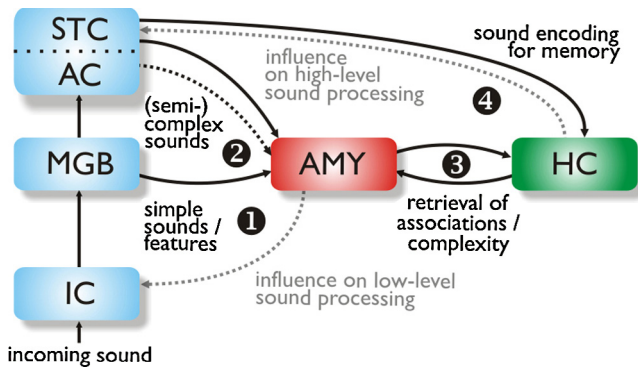 STC
AC
MGB
IC
incoming sound
AMY
HC
influence
on high-level
sound processing
sound encoding
for memory
❹
(semi-)
complex
sounds
❷
❸
simple
sounds /
features
❶
retrieval of
associations /
complexity
influence on low-level
sound processing